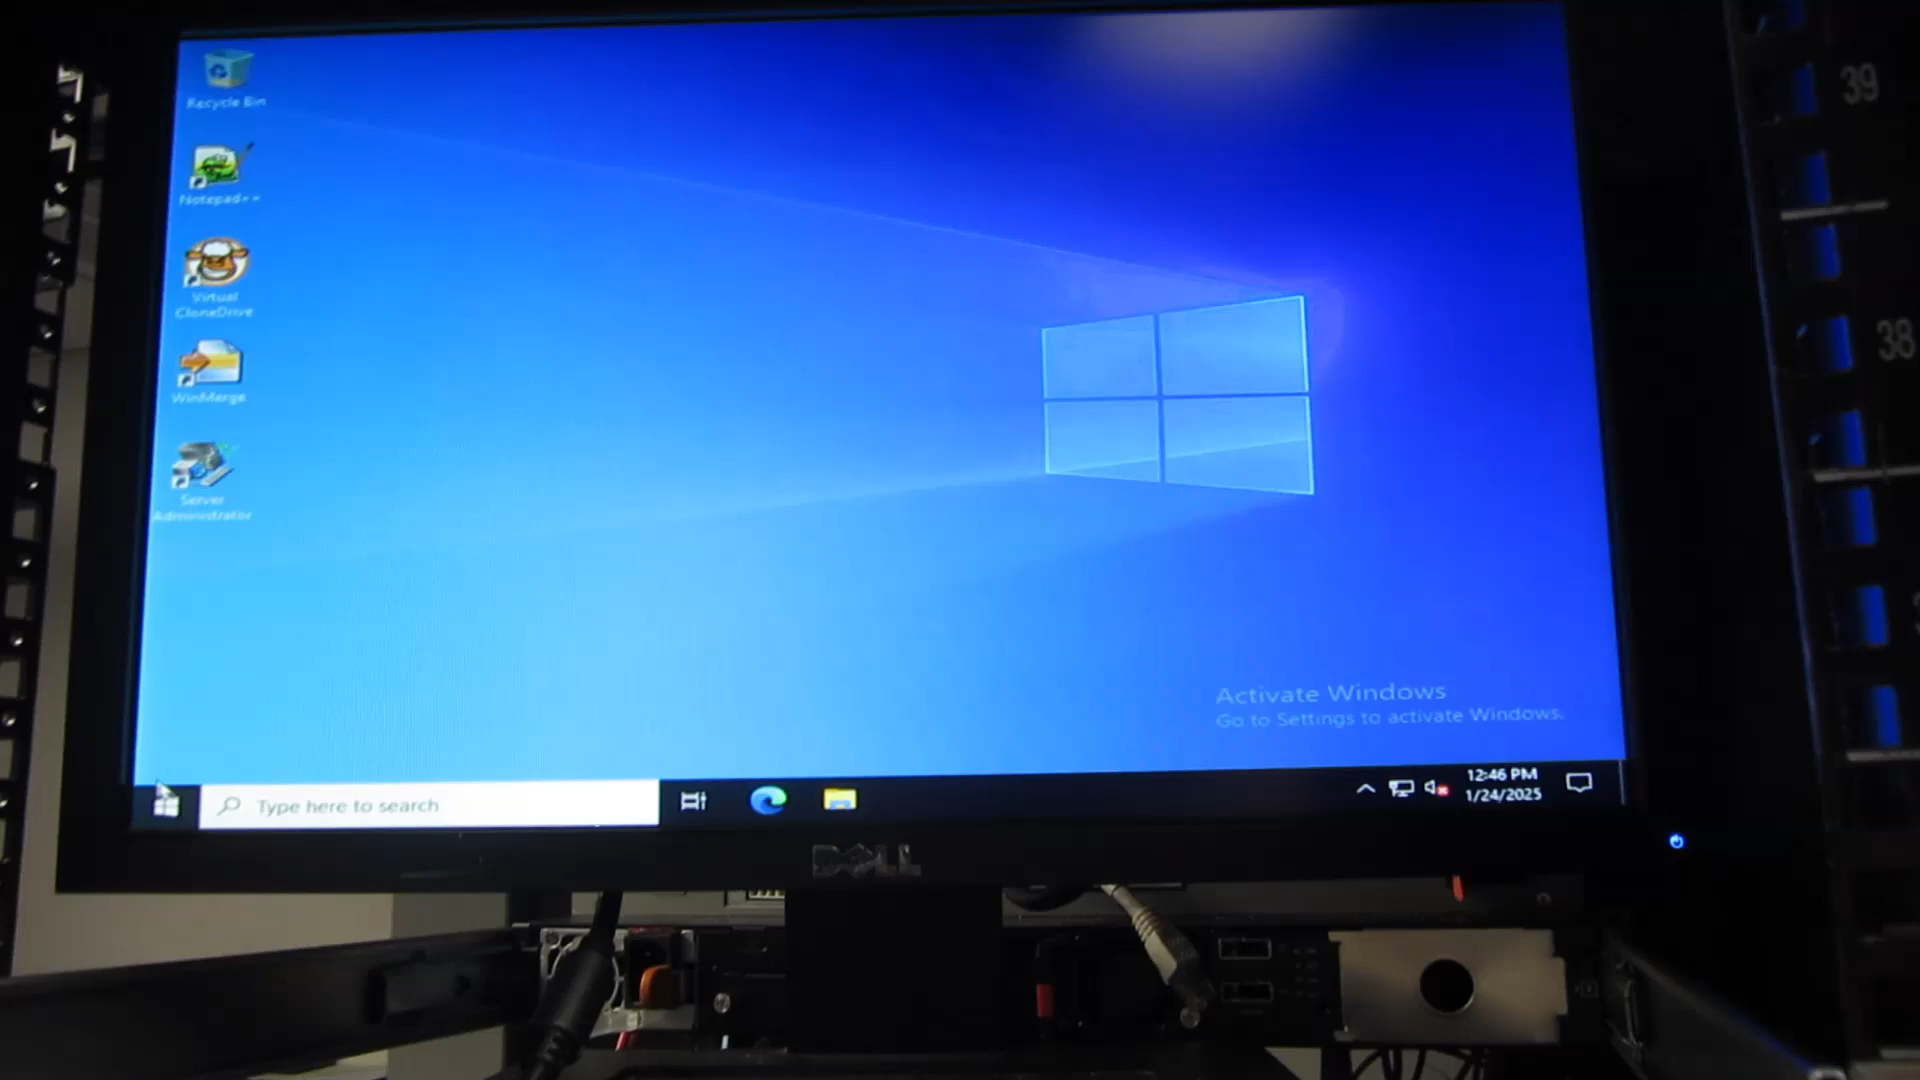 Recycle Bin
Notepad++
Virtual
CloneDrive
WinMerge
Server
Administrator
Activate Windows
Go to Settings to activate Windows.
Type here to search
12:46 PM
1/24/2025
DELL
39
38